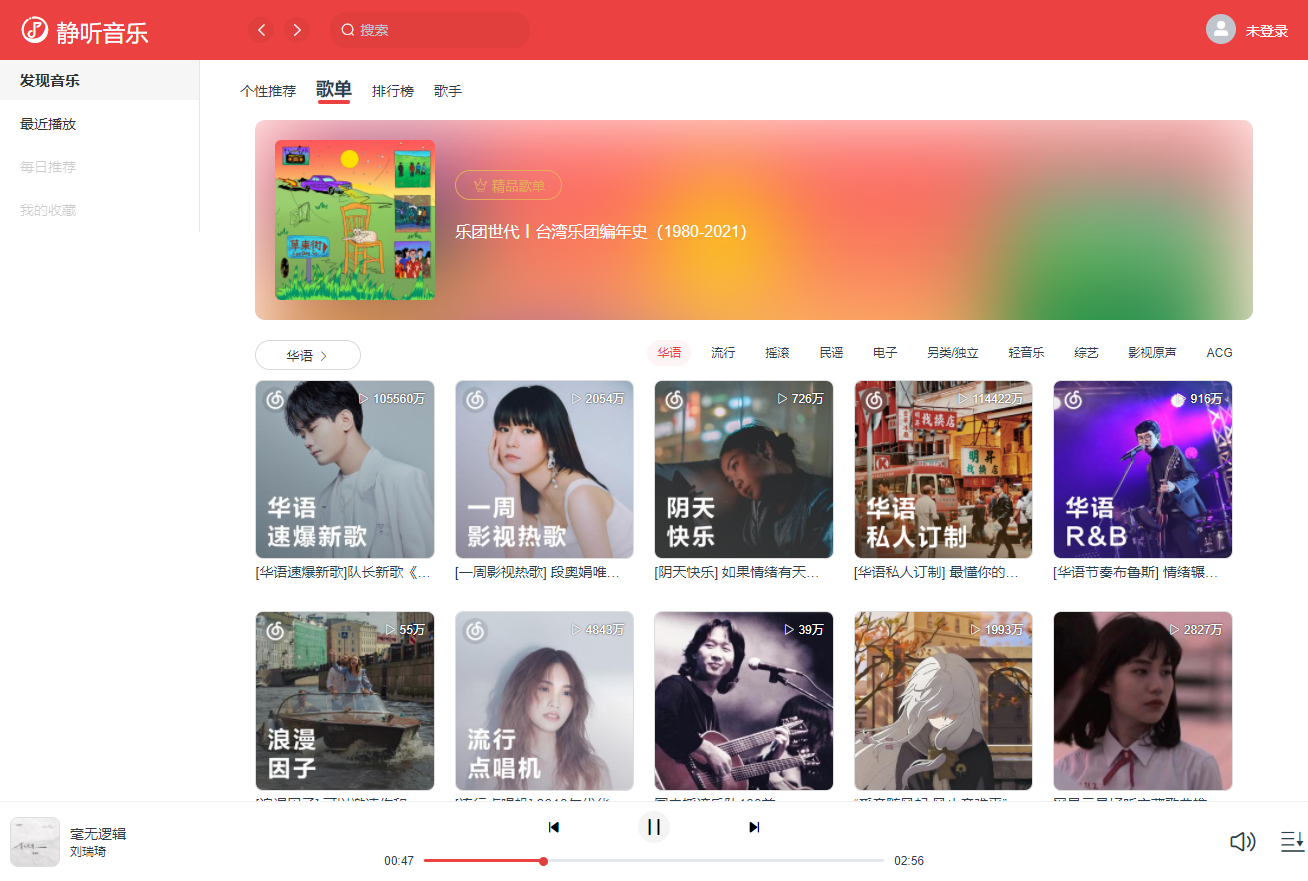 静听音乐
搜索
未登录
发现音乐
最近播放
每日推荐
我的收藏
个性推荐 歌单 排行榜 歌手
草東街
精品歌单
乐团世代丨台湾乐团编年史（1980-2021）
华语
华语 流行 摇滚 民谣 电子 另类/独立 轻音乐 综艺 影视原声 ACG
105560万
华语
速爆新歌
[华语速爆新歌]队长新歌《…
2054万
一周
影视热歌
[一周影视热歌] 段奥娟唯…
726万
阴天
快乐
[阴天快乐] 如果情绪有天…
114422万
找換店
明昇
找換店
华语
私人订制
[华语私人订制] 最懂你的…
916万
华语
R&B
[华语节奏布鲁斯] 情绪辗…
55万
浪漫
因子
4843万
流行
点唱机
39万
1993万
2827万
毫无逻辑
刘瑞琦
00:47
02:56